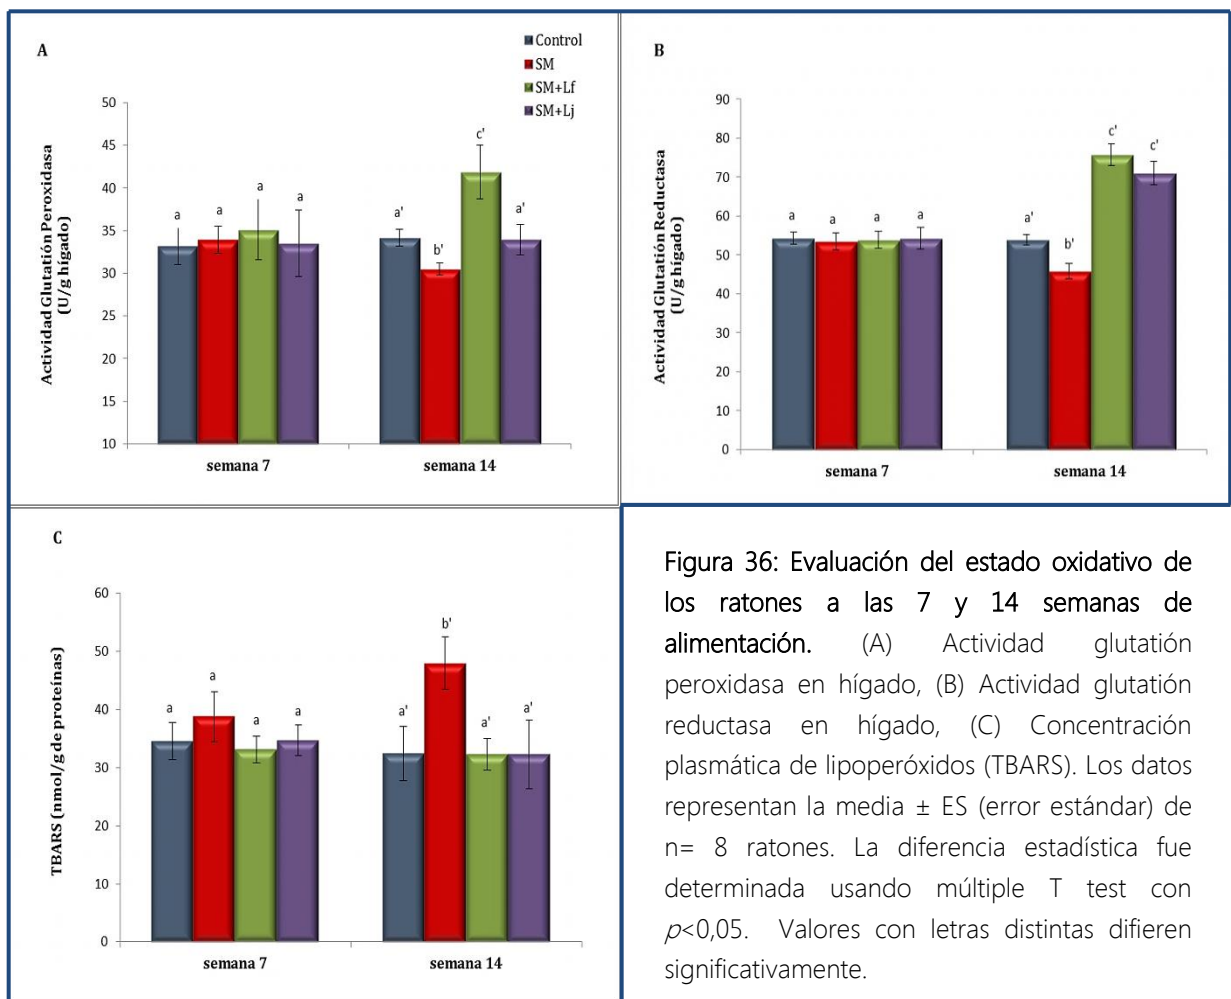 A
Control
SM
SM+Lf
SM+Lj
Actividad Glutatión Peroxidasa
(U/g hígado)
50
45
40
35
30
25
20
15
10
a
a
a
a
a'
b'
c'
a'
semana 7
semana 14
B
Actividad Glutatión Reductasa
(U/g hígado)
90
80
70
60
50
40
30
20
10
0
a
a
a
a
a'
b'
c'
c'
semana 7
semana 14
C
TBARS (nmol/g de proteínas)
60
50
40
30
20
10
0
a
a
a
a
a'
b'
a'
a'
semana 7
semana 14
Figura 36: Evaluación del estado oxidativo de
los ratones a las 7 y 14 semanas de
alimentación. (A) Actividad glutatión
peroxidasa en hígado, (B) Actividad glutatión
reductasa en hígado, (C) Concentración
plasmática de lipoperóxidos (TBARS). Los datos
representan la media ± ES (error estándar) de
n= 8 ratones. La diferencia estadística fue
determinada usando múltiple T test con
p<0,05. Valores con letras distintas difieren
significativamente.